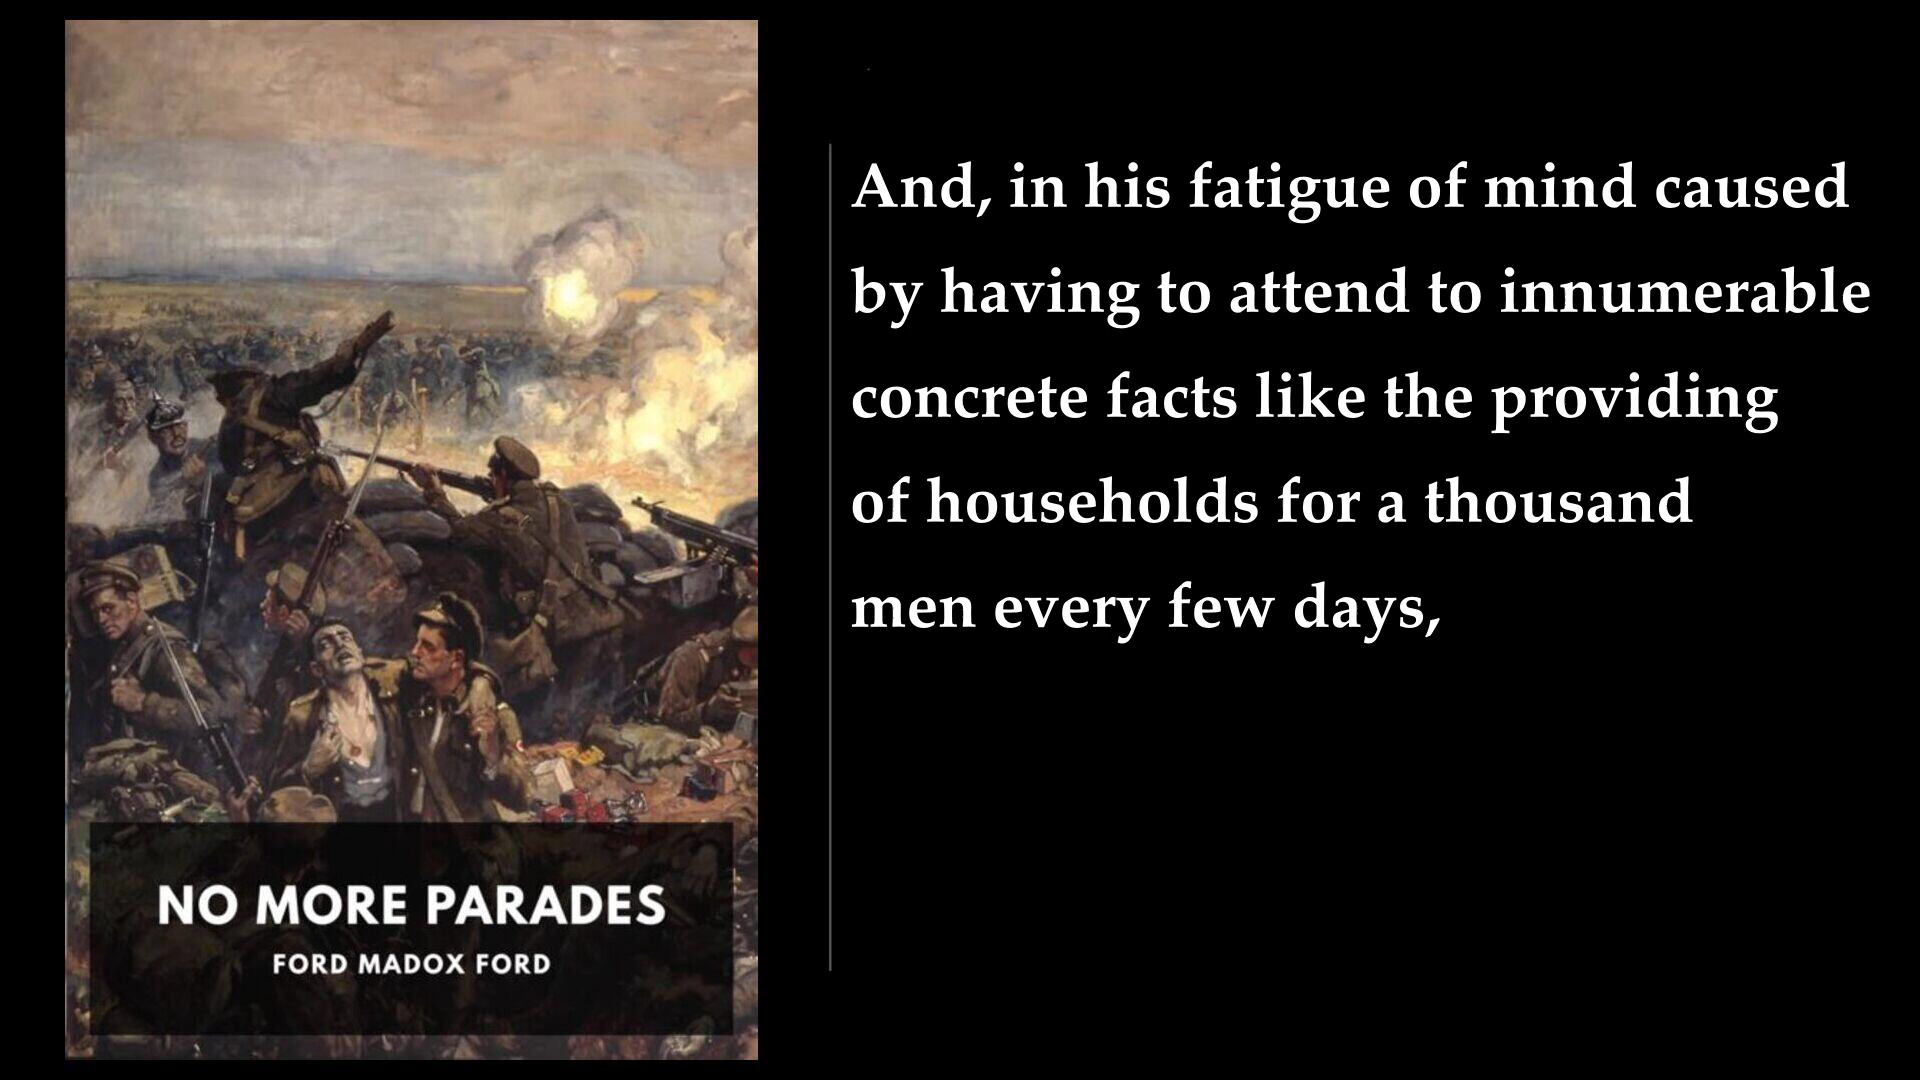 And, in his fatigue of mind caused
by having to attend to innumerable
concrete facts like the providing
of households for a thousand
men every few days,
NO MORE PARADES
FORD MADOX FORD